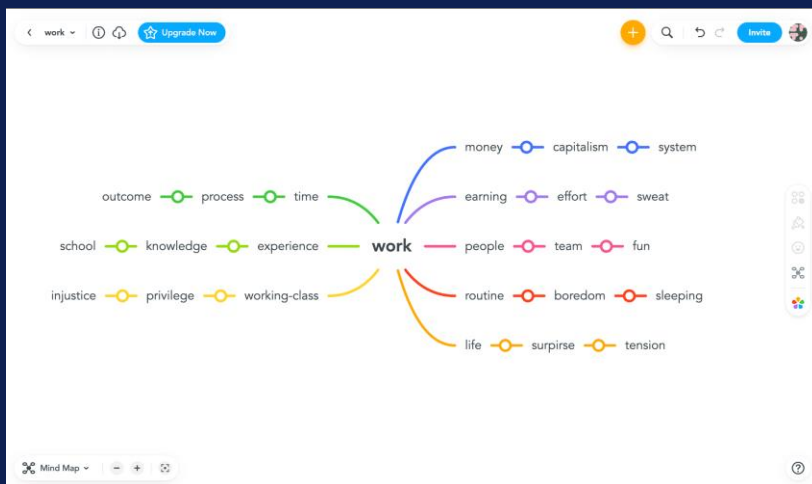 work
Upgrade Now
Invite
money capitalism system
outcome process time
earning effort sweat
school knowledge experience
work
people team fun
injustice privilege working-class
routine boredom sleeping
life surpirse tension
Mind Map